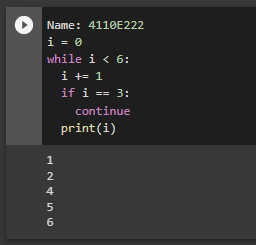 Name: 4110E222
i = 0
while i < 6:
  i += 1
  if i == 3:
    continue
  print(i)
1
2
4
5
6